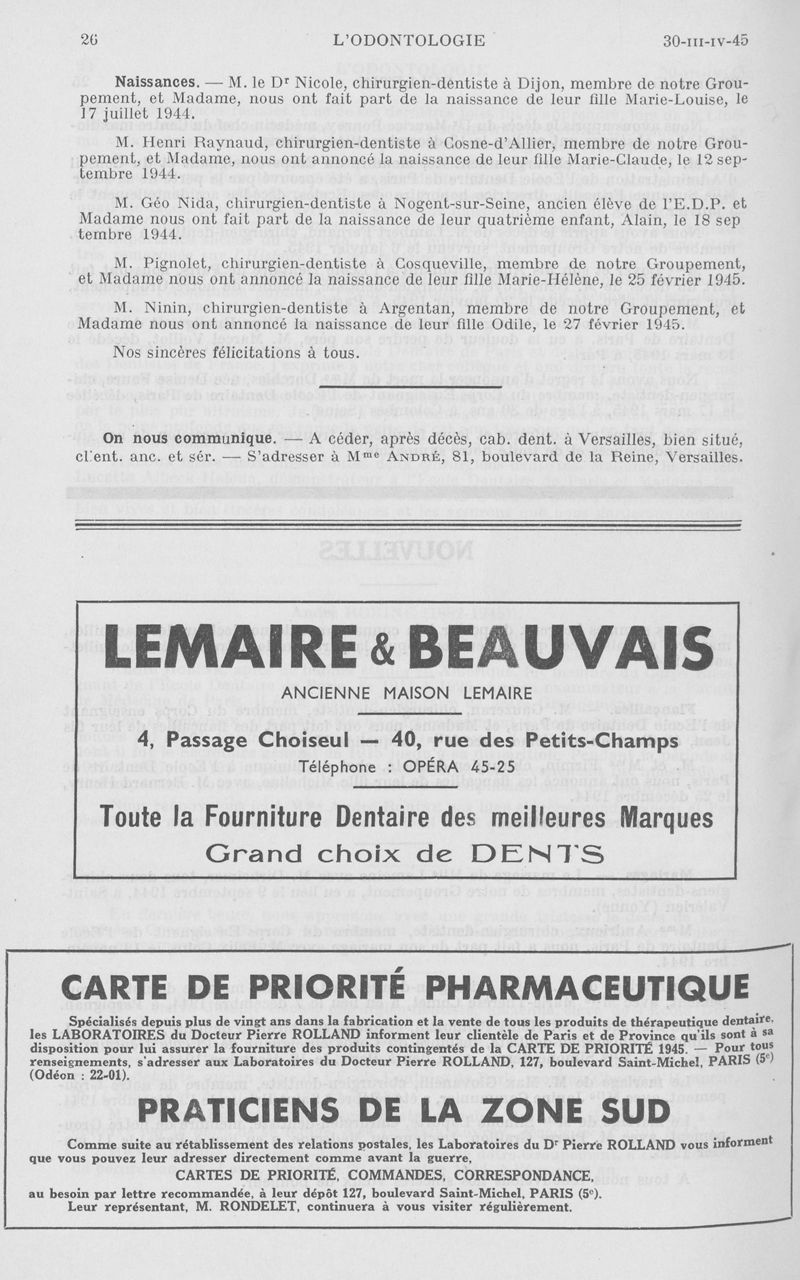 26
L'ODONTOLOGIE
30-III-IV-45
Naissances. — M. le Dr Nicole, chirurgien-dentiste à Dijon, membre de notre Grou-
pement, et Madame, nous ont fait part de la naissance de leur fille Marie-Louise, le
17 juillet 1944.
M. Henri Raynaud, chirurgien-dentiste à Cosne-d'Allier, membre de notre Grou-
pement, et Madame, nous ont annoncé la naissance de leur fille Marie-Claude, le 12 sep-
tembre 1944.
M. Géo Nida, chirurgien-dentiste à Nogent-sur-Seine, ancien élève de l'E.D.P. et
Madame nous ont fait part de la naissance de leur quatrième enfant, Alain, le 18 sep
tembre 1944.
M. Pignolet, chirurgien-dentiste à Cosqueville, membre de notre Groupement,
et Madame nous ont annoncé la naissance de leur fille Marie-Hélène, le 25 février 1945.
M. Ninin, chirurgien-dentiste à Argentan, membre de notre Groupement, et
Madame nous ont annoncé la naissance de leur fille Odile, le 27 février 1945.
Nos sincères félicitations à tous.
On nous communique. — A céder, après décès, cab. dent. à Versailles, bien situé,
cl'ent. anc. et sér. — S'adresser à Mme ANDRÉ, 81, boulevard de la Reine, Versailles.
LEMAIRE & BEAUVAIS
ANCIENNE MAISON LEMAIRE
4, Passage Choiseul — 40, rue des Petits-Champs
Téléphone : OPÉRA 45-25
Toute la Fourniture Dentaire des meilleures Marques
Grand choix de DENTS
CARTE DE PRIORITÉ PHARMACEUTIQUE
Spécialisés depuis plus de vingt ans dans la fabrication et la vente de tous les produits de thérapeutique dentaire,
les LABORATOIRES du Docteur Pierre ROLLAND informent leur clientèle de Paris et de Province qu'ils sont à sa
disposition pour lui assurer la fourniture des produits contingentés de la CARTE DE PRIORITÉ 1945. — Pour tous
renseignements, s'adresser aux Laboratoires du Docteur Pierre ROLLAND, 127, boulevard Saint-Michel, PARIS (5e)
(Odéon : 22-01).
PRATICIENS DE LA ZONE SUD
Comme suite au rétablissement des relations postales, les Laboratoires du Dr Pierre ROLLAND vous informent
que vous pouvez leur adresser directement comme avant la guerre,
CARTES DE PRIORITÉ, COMMANDES, CORRESPONDANCE,
au besoin par lettre recommandée, à leur dépôt 127, boulevard Saint-Michel, PARIS (5e).
Leur représentant, M. RONDELET, continuera à vous visiter régulièrement.